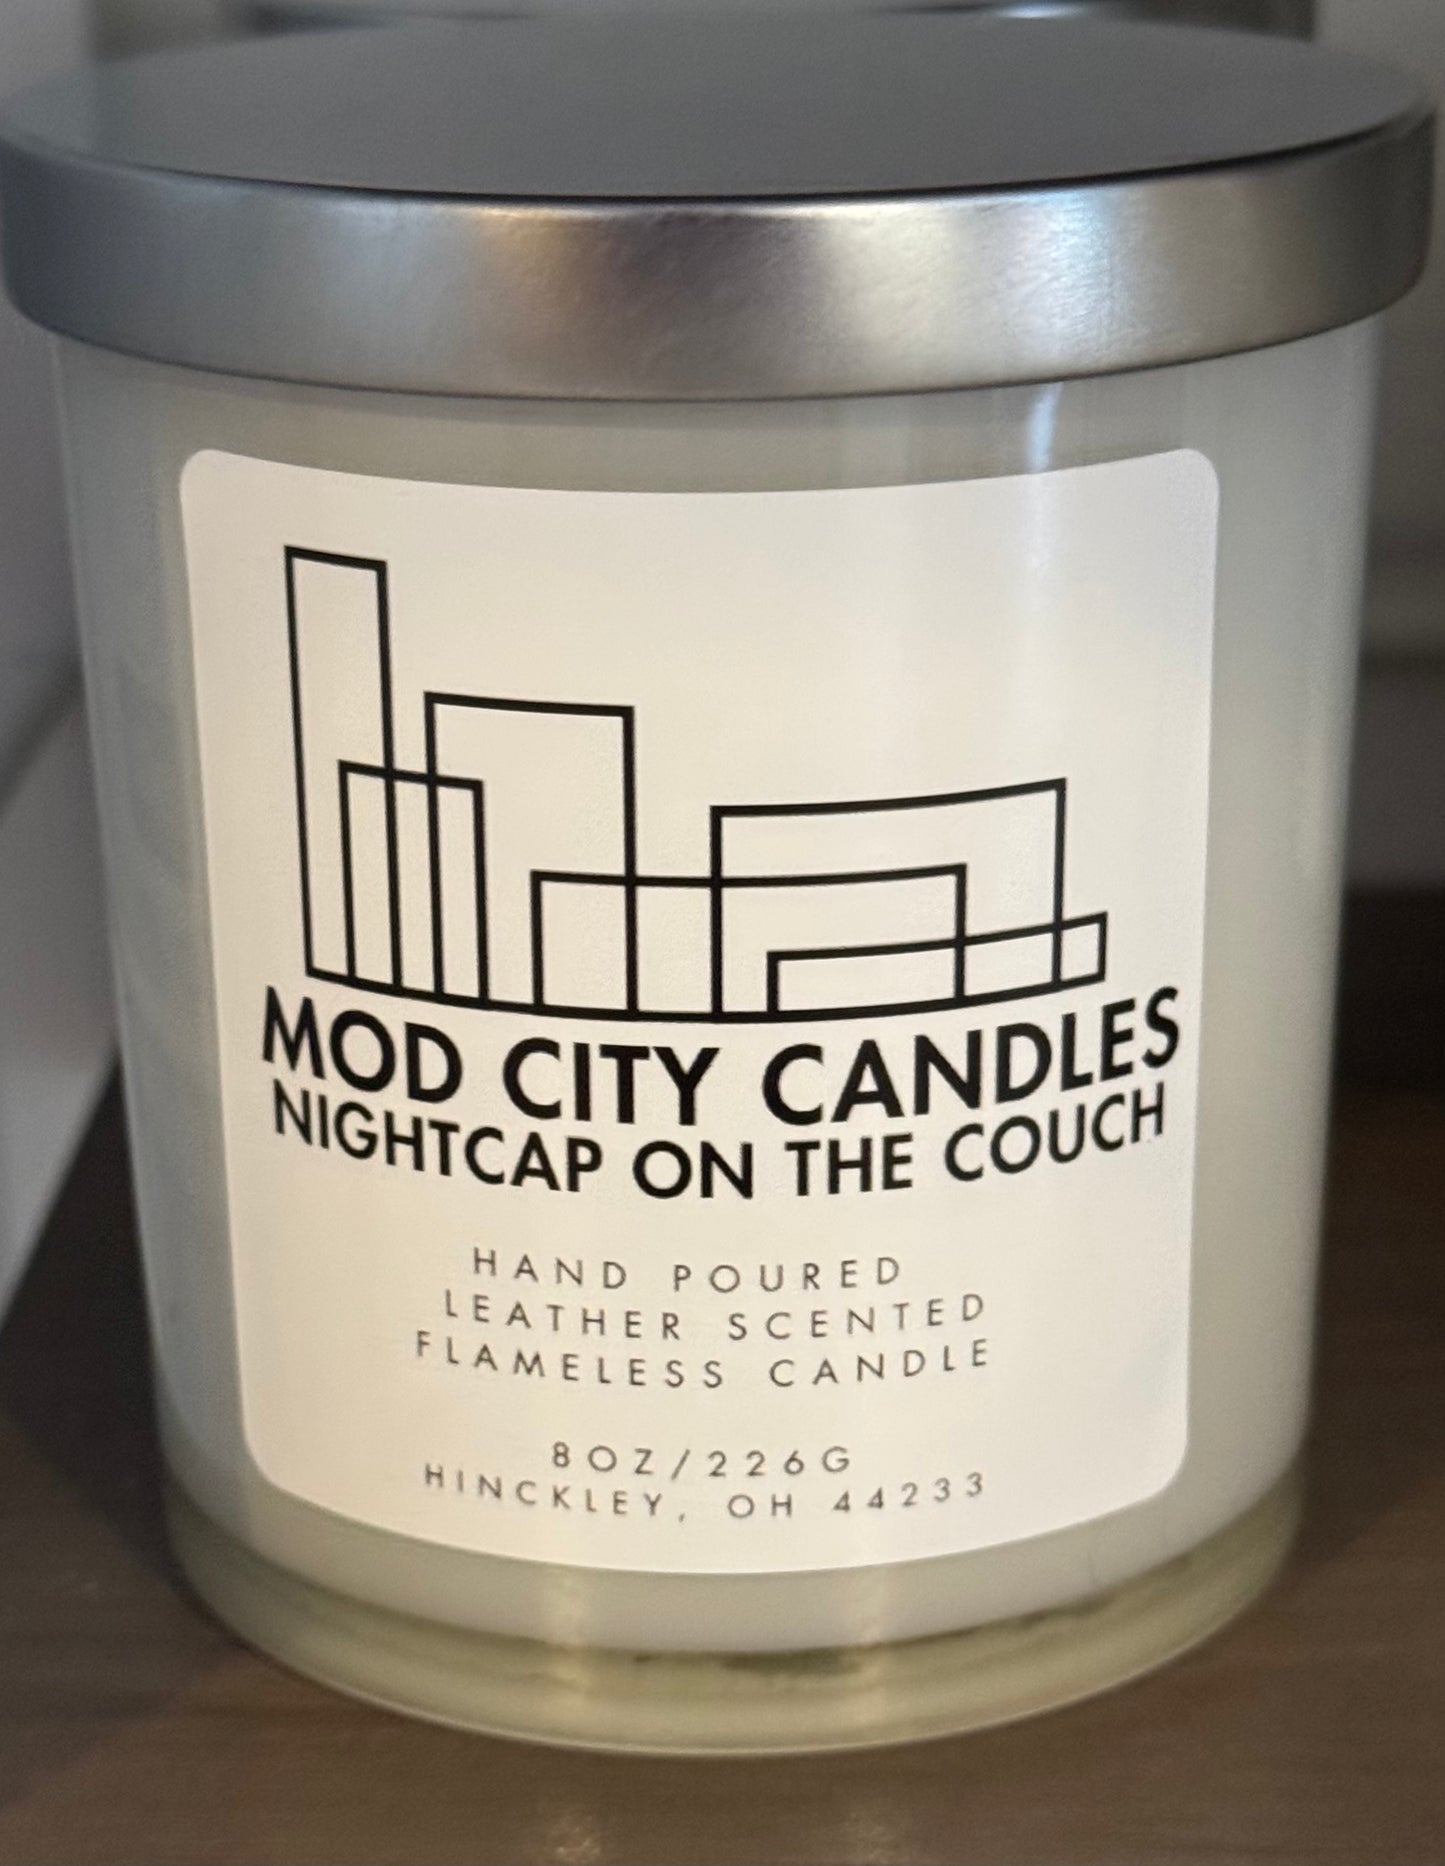 MOD CITY CANDLES
NIGHTCAP ON THE COUCH
HAND POURED
LEATHER SCENTED
FLAMELESS CANDLE
8OZ/226G
HINCKLEY, OH 44233